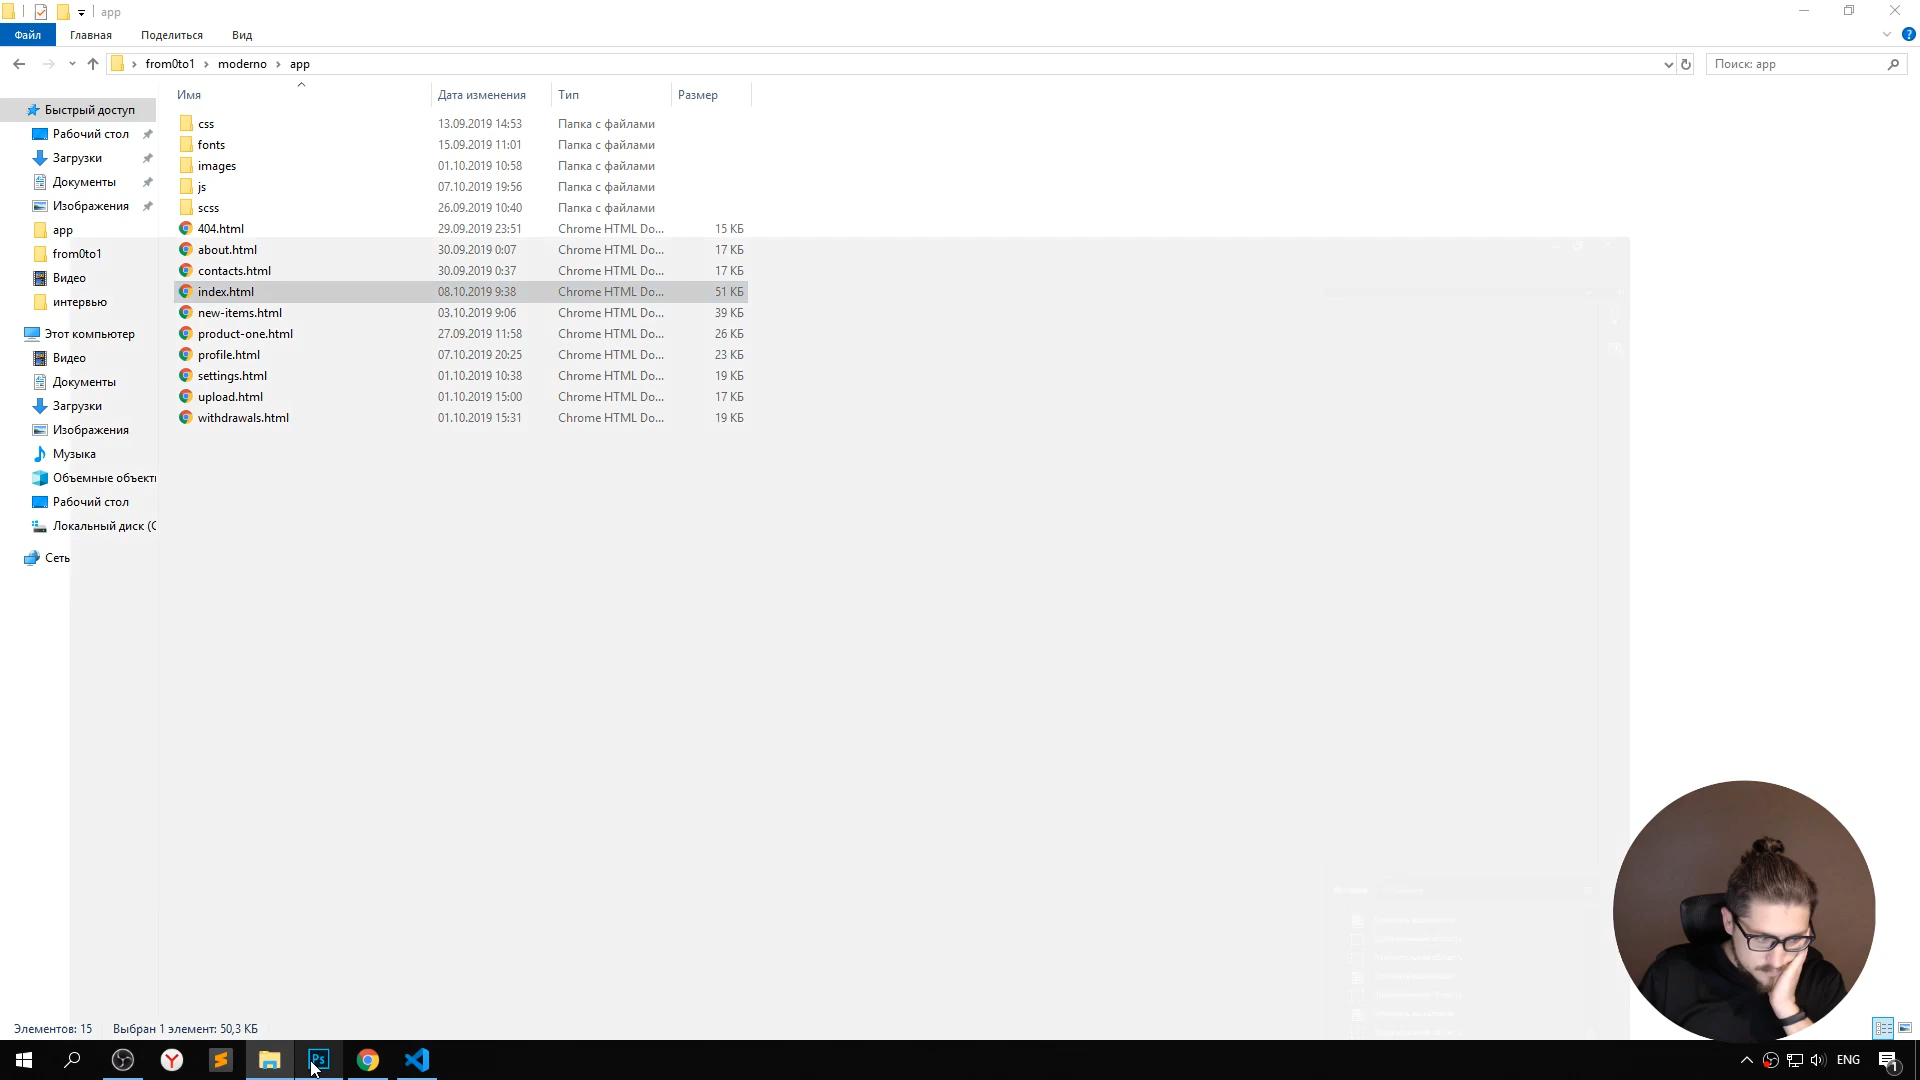 app
Файл Главная Поделиться Вид
from0to1 moderno app
Поиск: app
Имя Дата изменения Тип Размер
Быстрый доступ
Рабочий стол
Загрузки
Документы
Изображения
app
from0to1
Видео
интервью
Этот компьютер
Видео
Документы
Загрузки
Изображения
Музыка
Объемные объект
Рабочий стол
Локальный диск (C
Сеть
css 13.09.2019 14:53 Папка с файлами
fonts 15.09.2019 11:01 Папка с файлами
images 01.10.2019 10:58 Папка с файлами
js 07.10.2019 19:56 Папка с файлами
scss 26.09.2019 10:40 Папка с файлами
404.html 29.09.2019 23:51 Chrome HTML Do... 15 КБ
about.html 30.09.2019 0:07 Chrome HTML Do... 17 КБ
contacts.html 30.09.2019 0:37 Chrome HTML Do... 17 КБ
index.html 08.10.2019 9:38 Chrome HTML Do... 51 КБ
new-items.html 03.10.2019 9:06 Chrome HTML Do... 39 КБ
product-one.html 27.09.2019 11:58 Chrome HTML Do... 26 КБ
profile.html 07.10.2019 20:25 Chrome HTML Do... 23 КБ
settings.html 01.10.2019 10:38 Chrome HTML Do... 19 КБ
upload.html 01.10.2019 15:00 Chrome HTML Do... 17 КБ
withdrawals.html 01.10.2019 15:31 Chrome HTML Do... 19 КБ
Элементов: 15 Выбран 1 элемент: 50,3 КБ
Ps
ENG
1